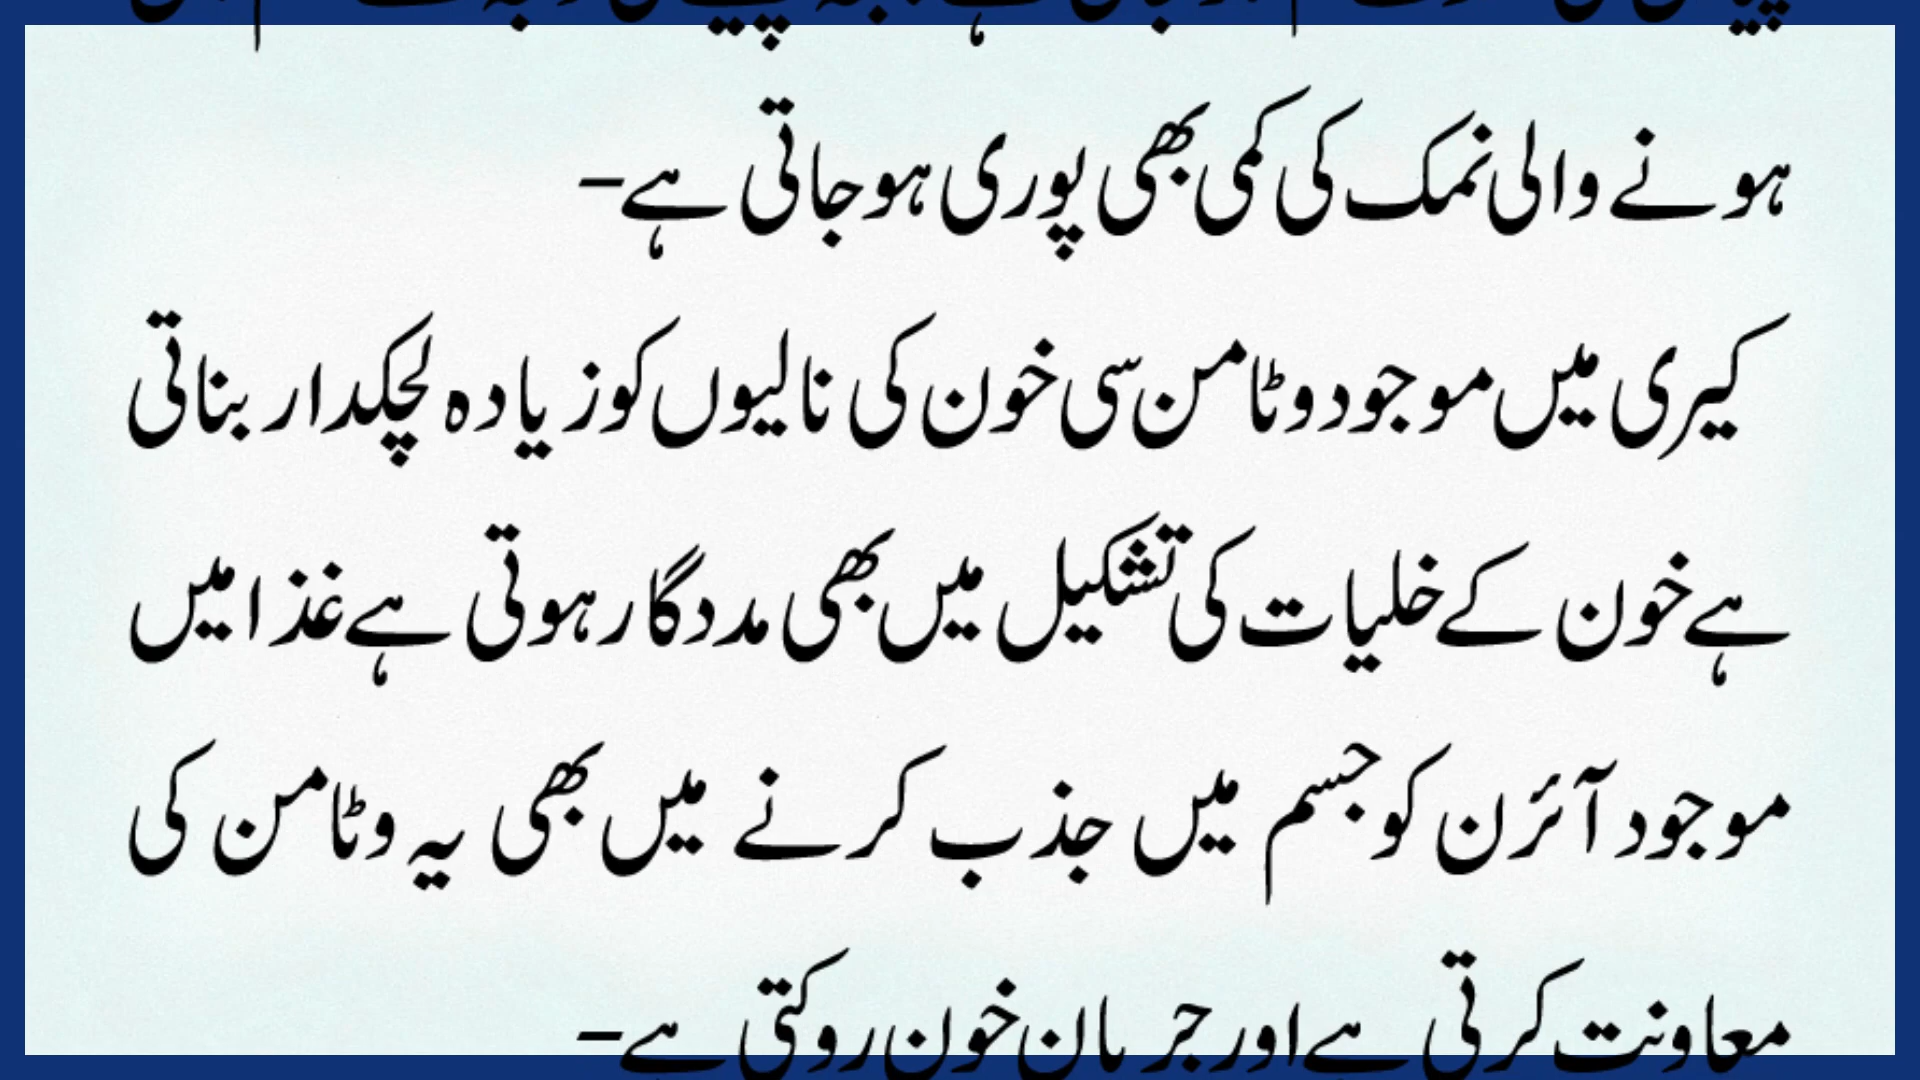 ہونے والی نمک کی کمی بھی پوری ہو جاتی ہے-
کیری میں موجود وٹامن سی خون کی نالیوں کو زیادہ لچکدار بناتی
ہے خون کے خلیات کی تشکیل میں بھی مددگار ہوتی ہے غذا میں
موجود آئرن کو جسم میں جذب کرنے میں بھی یہ وٹامن کی
معاونت کرتی ہے اور جریان خون روکتی ہے-